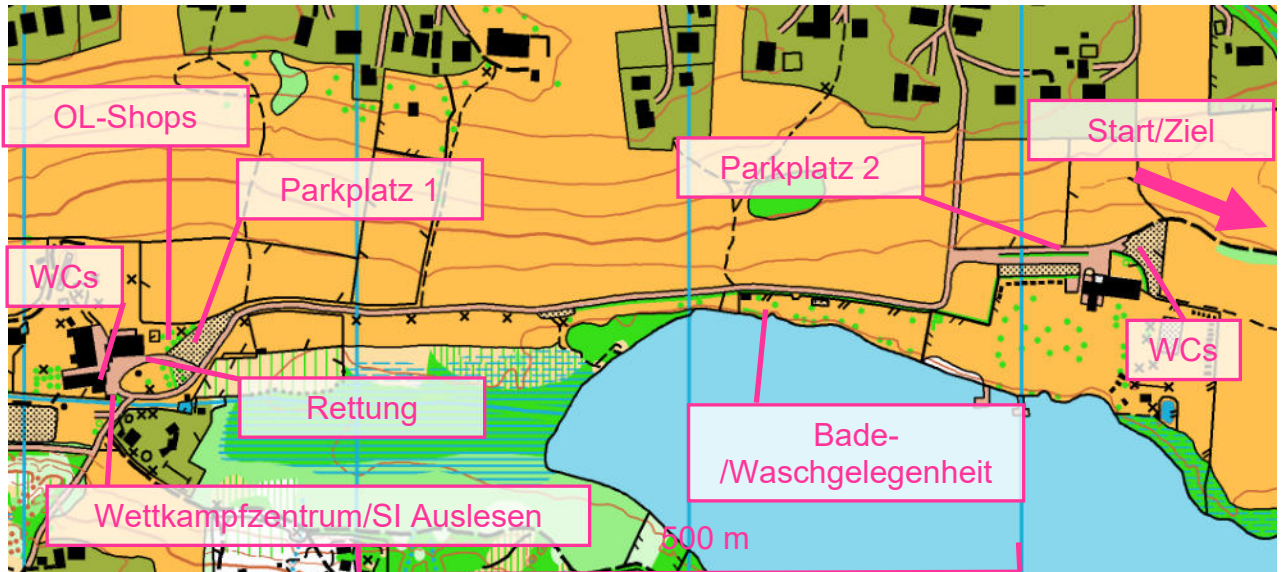 OL-Shops
Start/Ziel
Parkplatz 1
Parkplatz 2
WCs
WCs
Rettung
Bade-
/Waschgelegenheit
Wettkampfzentrum/SI Auslesen
500 m